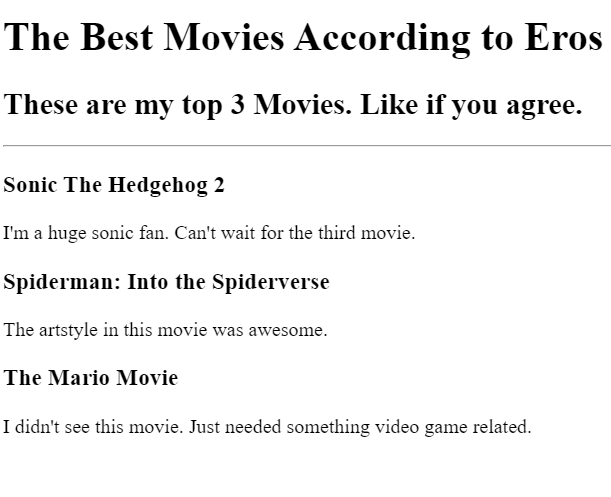 The Best Movies According to Eros
These are my top 3 Movies. Like if you agree.
Sonic The Hedgehog 2
I'm a huge sonic fan. Can't wait for the third movie.
Spiderman: Into the Spiderverse
The artstyle in this movie was awesome.
The Mario Movie
I didn't see this movie. Just needed something video game related.